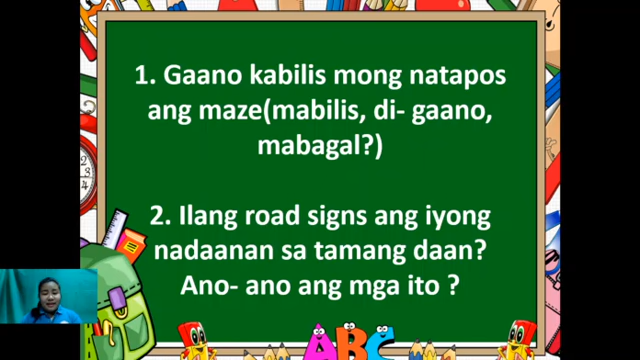 1. Gaano kabilis mong natapos
ang maze(mabilis, di- gaano,
mabagal?)
2. Ilang road signs ang iyong
nadaanan sa tamang daan?
Ano- ano ang mga ito ?
ABC